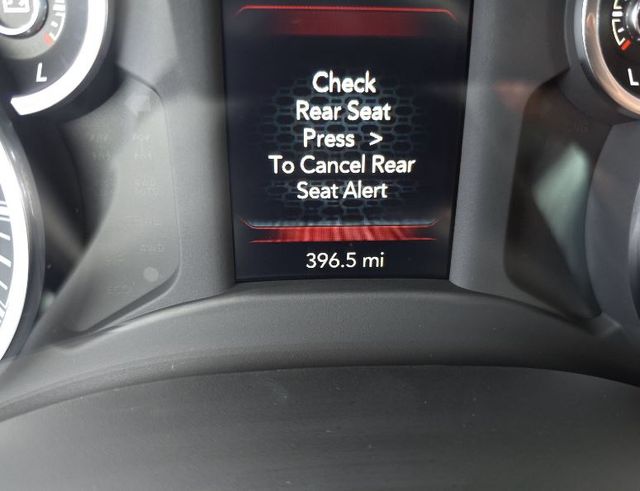 L
L
Check
Rear Seat
Press >
To Cancel Rear
Seat Alert
396.5 mi